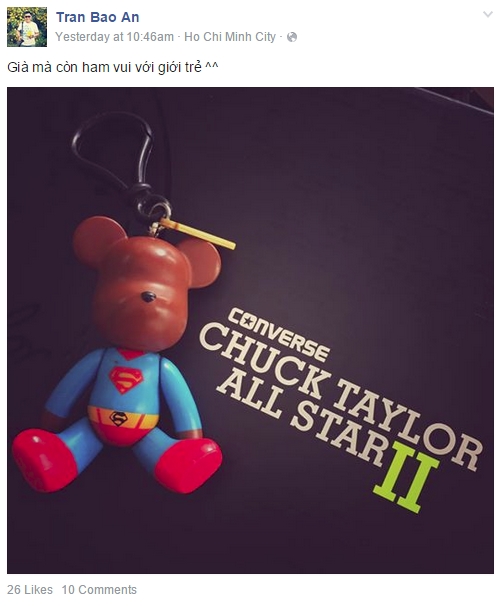 Tran Bao An
Yesterday at 10:46am · Ho Chi Minh City ·
Già mà còn ham vui với giới trẻ ^^
CONVERSE
CHUCK TAYLOR
ALL STAR
II
26 Likes 10 Comments